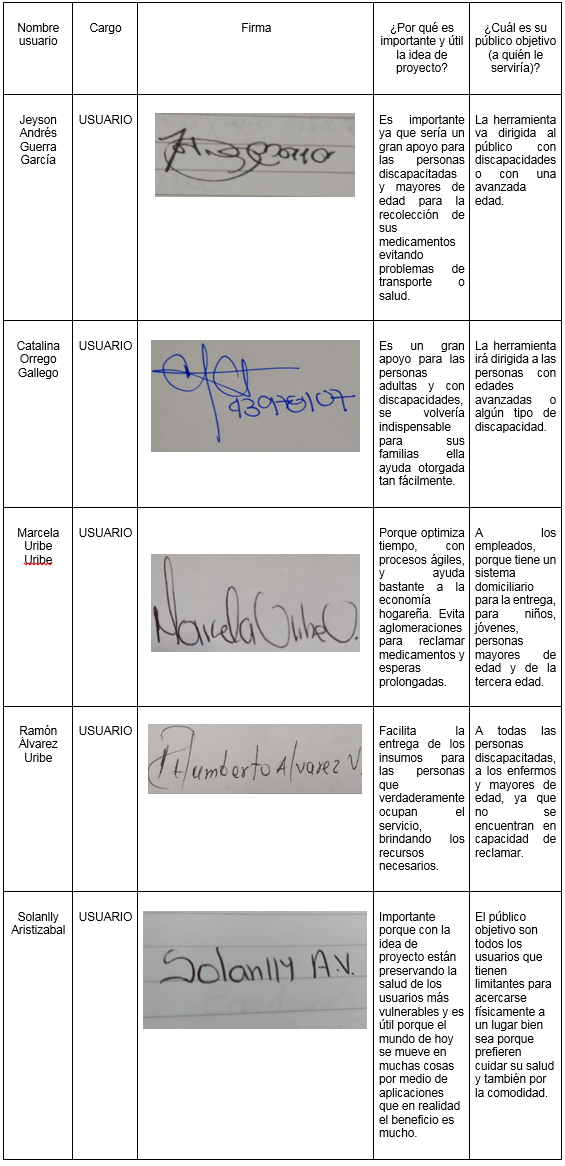 Nombre
usuario
Cargo
Firma
¿Por qué es
importante y útil
la idea de
proyecto?
¿Cuál es su
público objetivo
(a quién le
serviría)?
Jeyson
Andrés
Guerra
García
USUARIO
Es importante
ya que sería un
gran apoyo para
las personas
discapacitadas
y mayores de
edad para la
recolección de
sus
medicamentos
evitando
problemas de
transporte o
salud.
La herramienta
va dirigida al
público con
discapacidades
o con una
avanzada
edad.
Catalina
Orrego
Gallego
USUARIO
43978107
Es un gran
apoyo para las
personas
adultas y con
discapacidades,
se volvería
indispensable
para sus
familias ella
ayuda otorgada
tan fácilmente.
La herramienta
irá dirigida a las
personas con
edades
avanzadas o
algún tipo de
discapacidad.
Marcela
Uribe
Uribe
USUARIO
Marcela Uribe U.
Porque optimiza
tiempo, con
procesos ágiles,
y ayuda
bastante a la
economía
hogareña. Evita
aglomeraciones
para reclamar
medicamentos y
esperas
prolongadas.
A los
empleados,
porque tiene un
sistema
domiciliario
para la entrega,
para niños,
jóvenes,
personas
mayores de
edad y de la
tercera edad.
Ramón
Álvarez
Uribe
USUARIO
R Humberto Alvarez V.
Facilita la
entrega de los
insumos para
las personas
que
verdaderamente
ocupan el
servicio,
brindando los
recursos
necesarios.
A todas las
personas
discapacitadas,
a los enfermos
y mayores de
edad, ya que
no se
encuentran en
capacidad de
reclamar.
Solanlly
Aristizabal
USUARIO
Solanlly A.V.
Importante
porque con la
idea de
proyecto están
preservando la
salud de los
usuarios más
vulnerables y es
útil porque el
mundo de hoy
se mueve en
muchas cosas
por medio de
aplicaciones
que en realidad
el beneficio es
mucho.
El público
objetivo son
todos los
usuarios que
tienen
limitantes para
acercarse
físicamente a
un lugar bien
sea porque
prefieren
cuidar su salud
y también por
la comodidad.